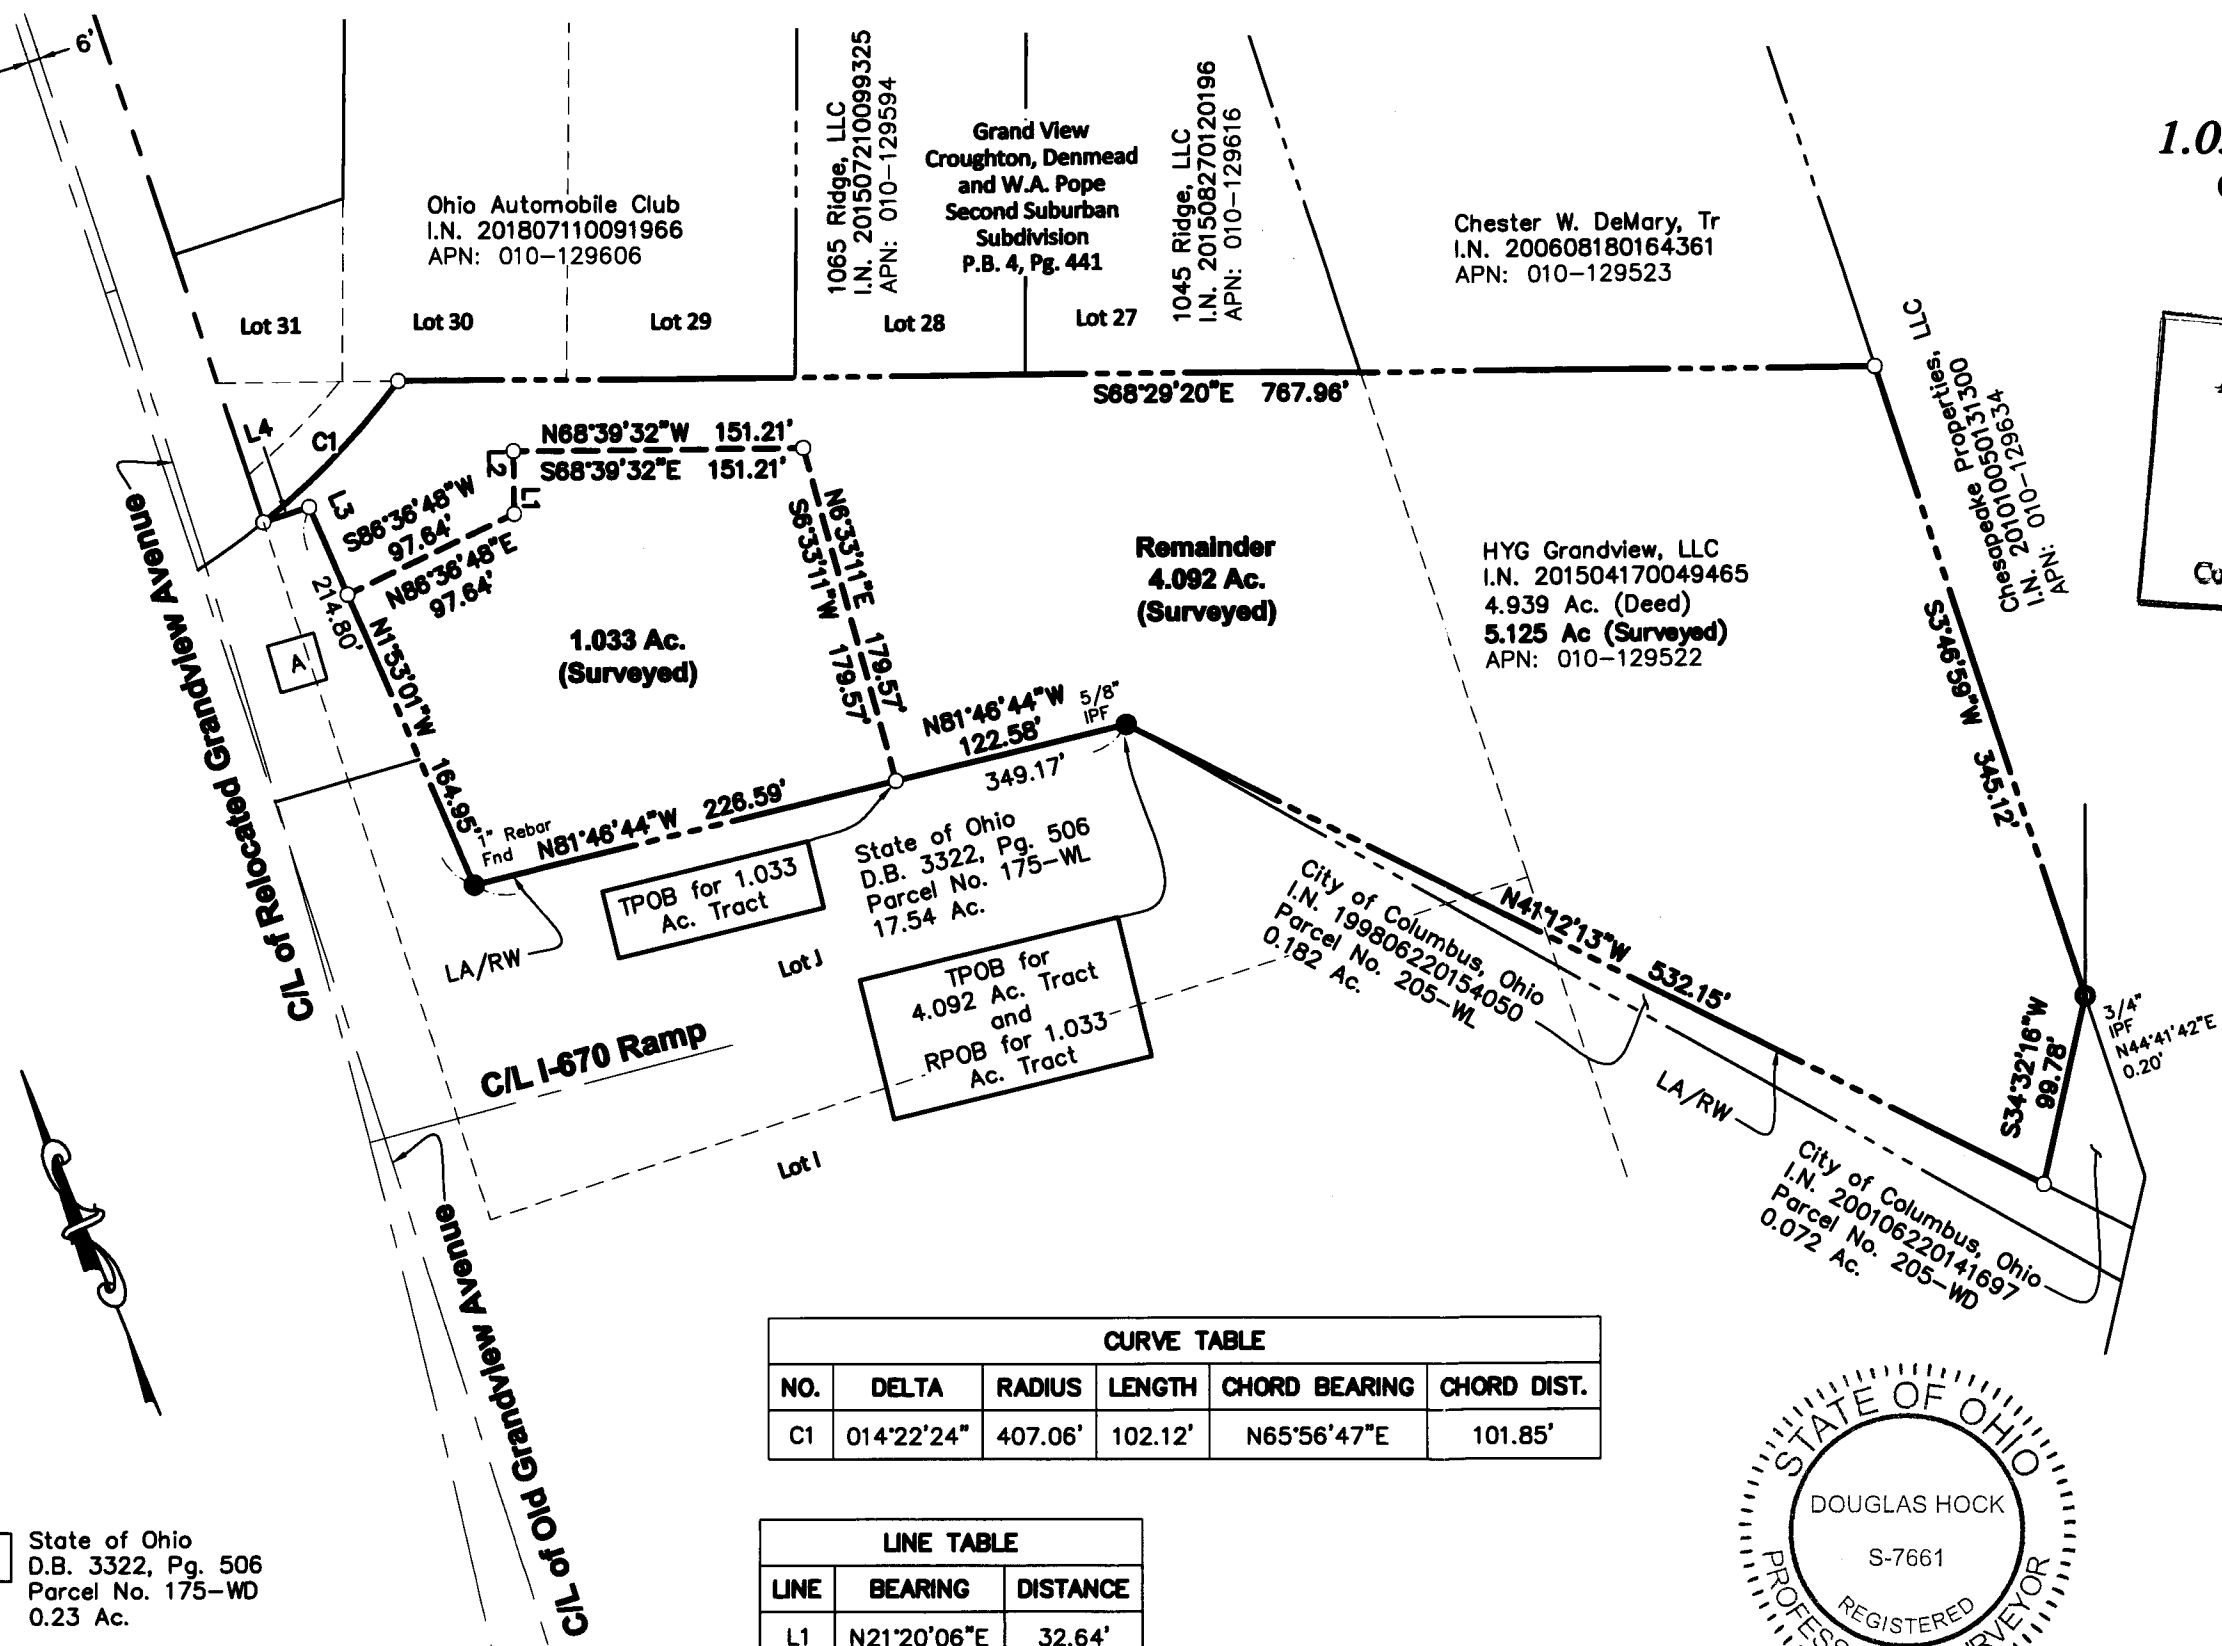 6'
Ohio Automobile Club
I.N. 201807110091966
APN: 010-129606
1065 Ridge, LLC
I.N. 201507210099325
APN: 010-129594
Grand View
Croughton, Denmead
and W.A. Pope
Second Suburban
Subdivision
P.B. 4, Pg. 441
1045 Ridge, LLC
I.N. 201508270120196
APN: 010-129616
Chester W. DeMary, Tr
I.N. 200608180164361
APN: 010-129523
Lot 31
Lot 30
Lot 29
Lot 28
Lot 27
Chesapeake Properties, LLC
I.N. 201010050131300
APN: 010-129634
S68°29'20"E 767.96'
L4
C1
L3
L2
L1
N68°39'32"W 151.21'
S68°39'32"E 151.21'
S86°36'48"W
97.64'
N86°36'48"E
97.64'
N6°33'11"E 179.57'
S6°33'11"W 179.57'
214.80'
A
N1°53'01"W 164.95'
1.033 Ac.
(Surveyed)
Remainder
4.092 Ac.
(Surveyed)
HYG Grandview, LLC
I.N. 201504170049465
4.939 Ac. (Deed)
5.125 Ac (Surveyed)
APN: 010-129522
S3°46'59"W 345.12'
N81°46'44"W
122.58'
5/8"
IPF
349.17'
1" Rebar
Fnd
N81°46'44"W 226.59'
TPOB for 1.033
Ac. Tract
State of Ohio
D.B. 3322, Pg. 506
Parcel No. 175-WL
17.54 Ac.
LA/RW
Lot J
TPOB for
4.092 Ac. Tract
and
RPOB for 1.033
Ac. Tract
C/L I-670 Ramp
Lot I
City of Columbus, Ohio
I.N. 199806220154050
Parcel No. 205-WL
0.182 Ac.
N41°12'13"W 532.15'
LA/RW
S34°32'16"W
99.78'
3/4"
IPF
N44°41'42"E
0.20'
City of Columbus, Ohio
I.N. 200106220141697
Parcel No. 205-WD
0.072 Ac.
C/L of Relocated Grandview Avenue
C/L of Old Grandview Avenue
CURVE TABLE
NO. DELTA RADIUS LENGTH CHORD BEARING CHORD DIST.
C1 014°22'24" 407.06' 102.12' N65°56'47"E 101.85'
LINE TABLE
LINE BEARING DISTANCE
L1 N21°20'06"E 32.64'
State of Ohio
D.B. 3322, Pg. 506
Parcel No. 175-WD
0.23 Ac.
STATE OF OHIO
DOUGLAS HOCK
S-7661
REGISTERED